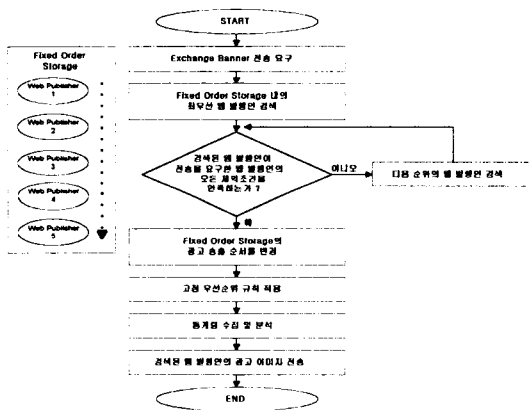 START
Exchange Banner 전송 요구
Fixed Order Storage 내의
최우선 웹 발행인 검색
검색된 웹 발행인이
전송을 요구한 웹 발행인의
모든 제약조건을
만족하는가 ?
아니오
다음 순위의 웹 발행인 검색
예
Fixed Order Storage의
광고 송출 순서를 변경
고정 우선순위 규칙 적용
통계량 수집 및 분석
검색된 웹 발행인의 광고 이미지 전송
END
Fixed Order
Storage
Web Publisher
1
Web Publisher
2
Web Publisher
3
Web Publisher
4
Web Publisher
5